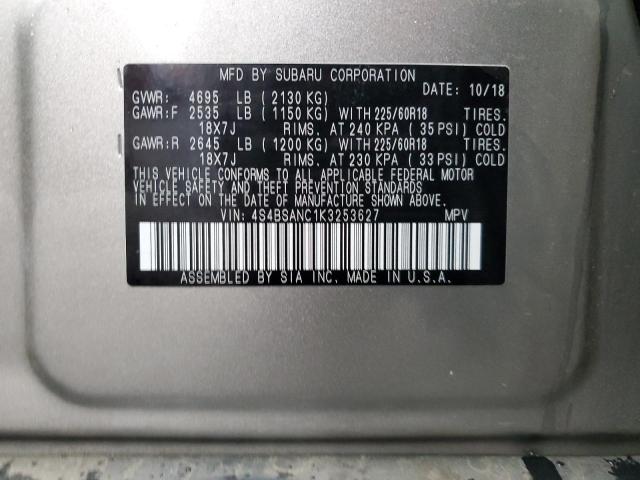 MFD BY SUBARU CORPORATION
DATE: 10/18
GVWR: 4695 LB (2130 KG)
GAWR:F 2535 LB (1150 KG) WITH 225/60R18 TIRES.
18X7J RIMS. AT 240 KPA (35 PSI) COLD
GAWR:R 2645 LB (1200 KG) WITH 225/60R18 TIRES.
18X7J RIMS. AT 230 KPA (33 PSI) COLD
THIS VEHICLE CONFORMS TO ALL APPLICABLE FEDERAL MOTOR
VEHICLE SAFETY AND THEFT PREVENTION STANDARDS
IN EFFECT ON THE DATE OF MANUFACTURE SHOWN ABOVE.
VIN: 4S4BSANC1K3253627 MPV
ASSEMBLED BY SIA INC. MADE IN U.S.A.